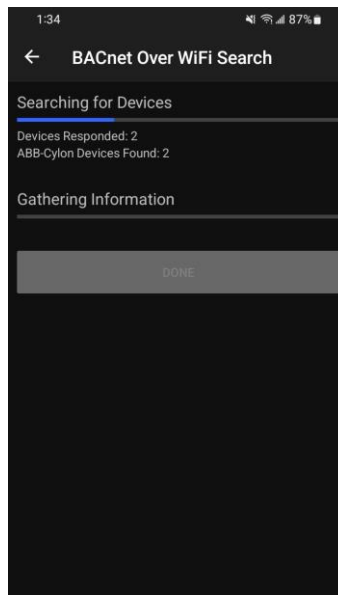 1:34
87%
BACnet Over WiFi Search
Searching for Devices
Devices Responded: 2
ABB-Cylon Devices Found: 2
Gathering Information
DONE